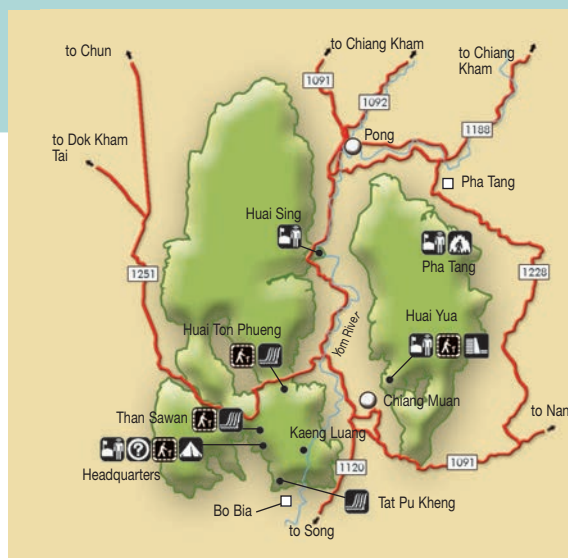 to Chun
to Chiang Kham
to Chiang
Kham
1091
1092
to Dok Kham
Tai
Pong
1188
Pha Tang
Huai Sing
Pha Tang
1251
1228
Huai Yua
Huai Ton Phueng
Yom River
Chiang Muan
Than Sawan
to Nan
?
Kaeng Luang
Headquarters
1120
1091
Tat Pu Kheng
Bo Bia
to Song